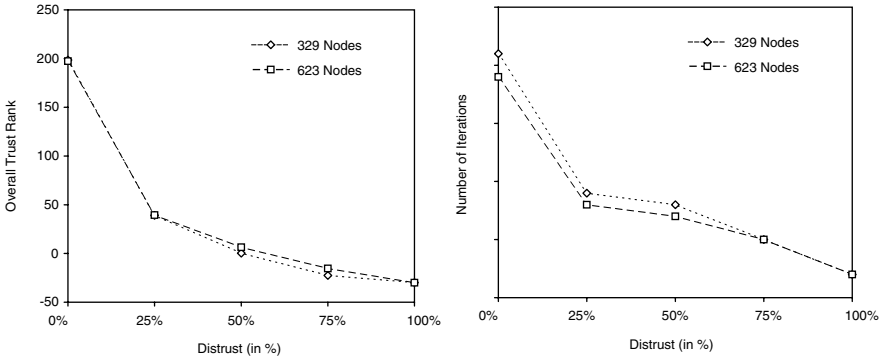 250
200
150
100
50
0
-50
Overall Trust Rank
329 Nodes
623 Nodes
0%
25%
50%
75%
100%
Distrust (in %)
Number of Iterations
329 Nodes
623 Nodes
0%
25%
50%
75%
100%
Distrust (in %)